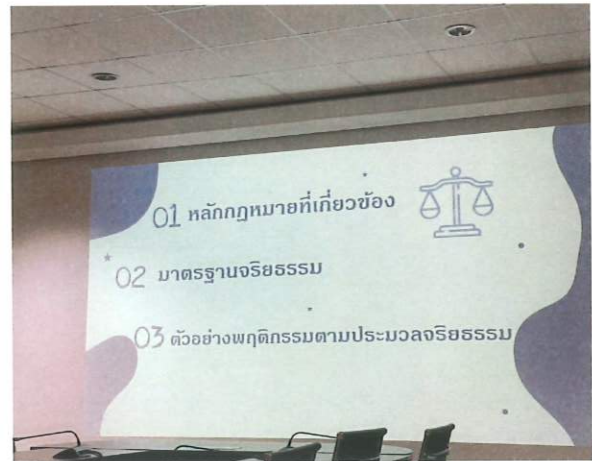 01 หลักกฎหมายที่เกี่ยวข้อง
02 มาตรฐานจริยธรรม
03 ตัวอย่างพฤติกรรมตามประมวลจริยธรรม